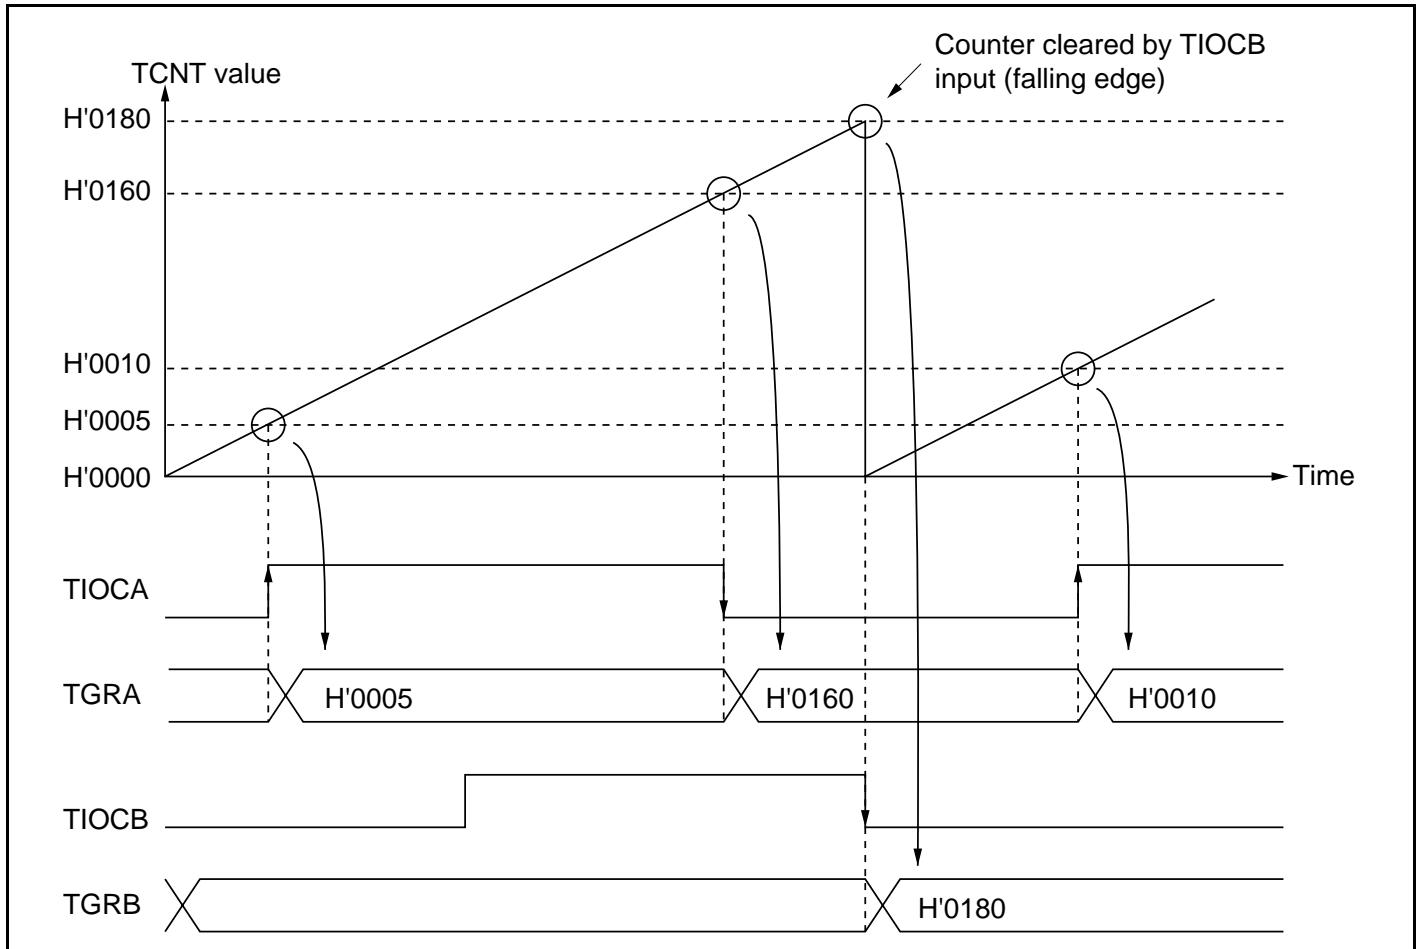 Counter cleared by TIOCB
input (falling edge)
TCNT value
H'0180
H'0160
H'0010
H'0005
H'0000
Time
TIOCA
TGRA
H'0005
H'0160
H'0010
TIOCB
TGRB
H'0180